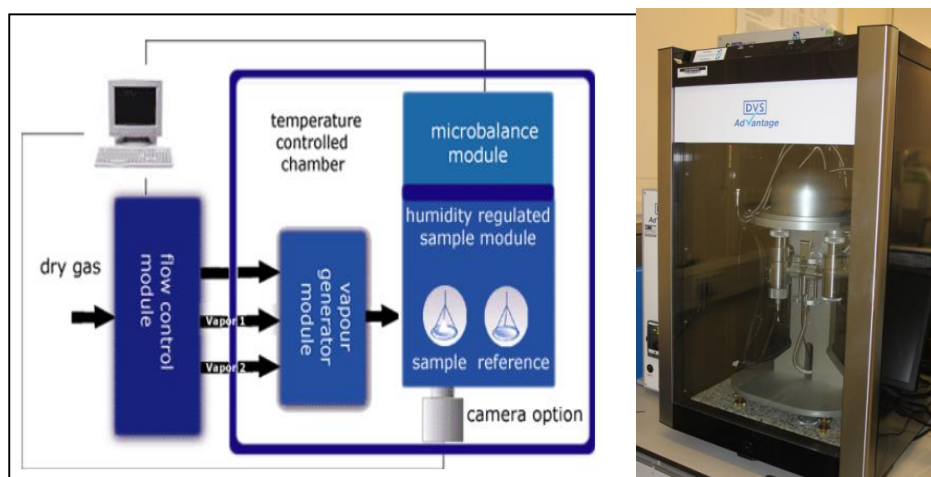 dry gas
flow control
module
Vapor 1
Vapor 2
temperature
controlled
chamber
vapour
generator
module
microbalance
module
humidity regulated
sample module
sample
reference
camera option
DVS
Advantage